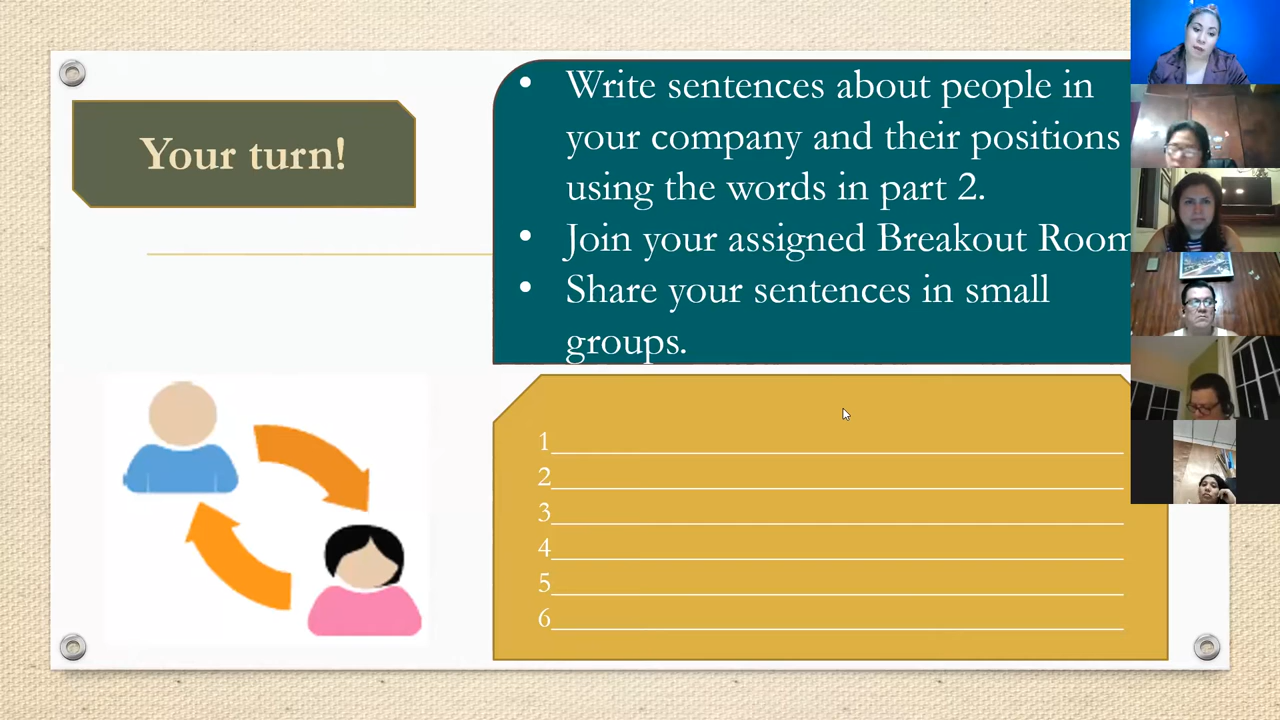 Your turn!
• Write sentences about people in
your company and their positions
using the words in part 2.
• Join your assigned Breakout Room
• Share your sentences in small
groups.
1
2
3
4
5
6